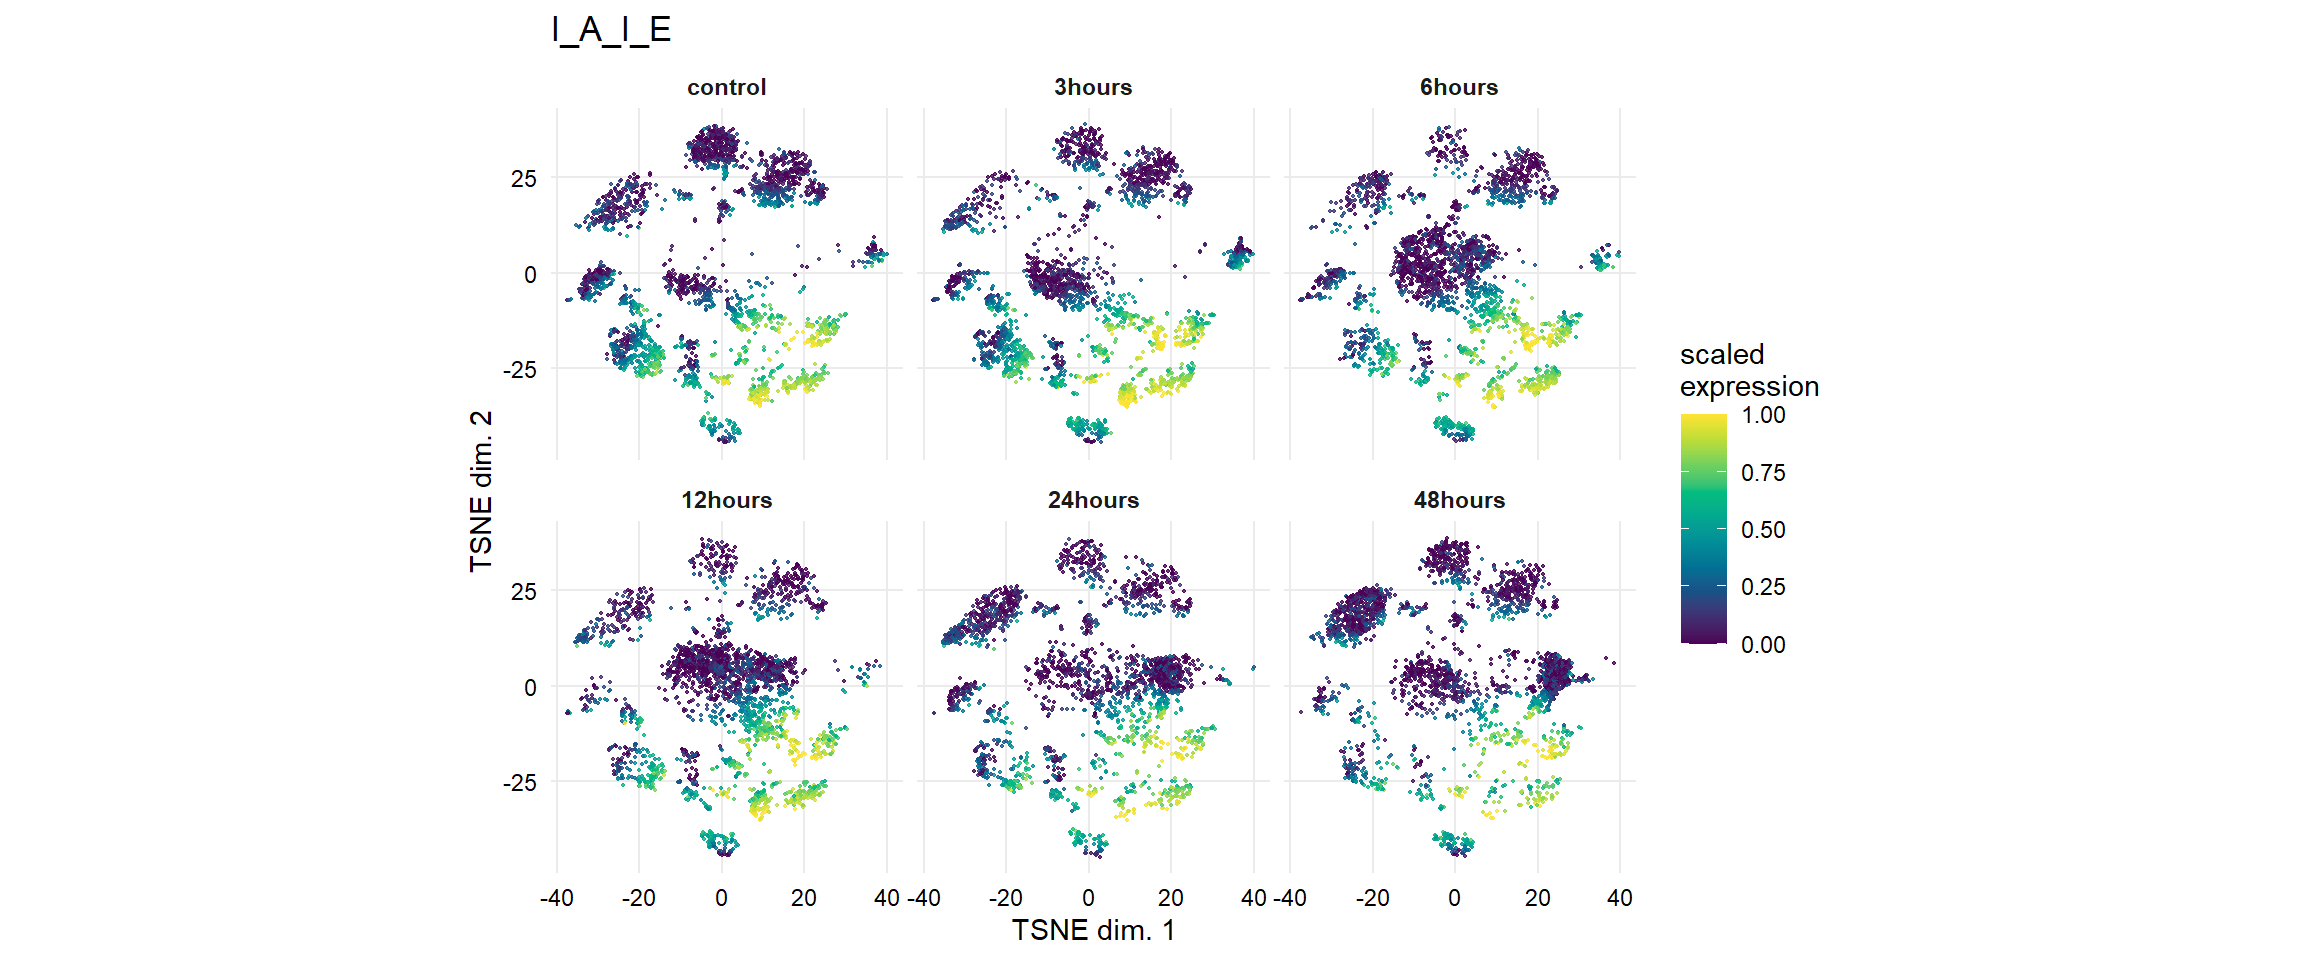 I_A_I_E
control
3hours
6hours
25
0
-25
12hours
24hours
48hours
25
0
-25
-40 -20 0 20 40 -40 -20 0 20 40 -40 -20 0 20 40
TSNE dim. 1
TSNE dim. 2
scaled
expression
1.00
0.75
0.50
0.25
0.00